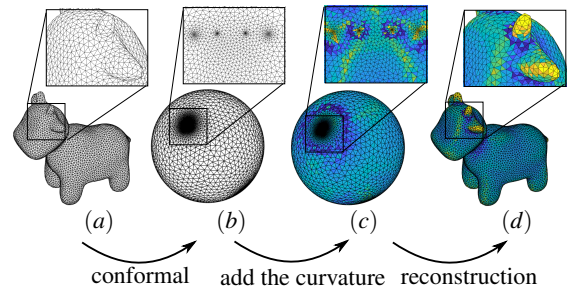 (a) (b) (c) (d)
conformal add the curvature reconstruction